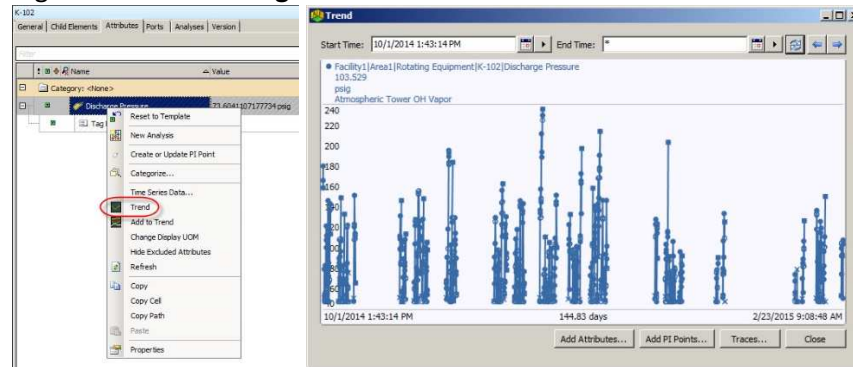 K-102
General Child Elements Attributes Ports Analyses Version
Filter
Name Value
Category: <None>
Discharge Pressure 73.6041107177734 psig
Tag
Reset to Template
New Analysis
Create or Update PI Point
Categorize...
Time Series Data...
Trend
Add to Trend
Change Display UOM
Hide Excluded Attributes
Refresh
Copy
Copy Cell
Copy Path
Paste
Properties
Trend
Start Time: 10/1/2014 1:43:14 PM End Time: *
Facility1|Area1|Rotating Equipment|K-102|Discharge Pressure
103.529
psig
Atmospheric Tower OH Vapor
240
220
200
180
160
10/1/2014 1:43:14 PM 144.83 days 2/23/2015 9:08:48 AM
Add Attributes... Add PI Points... Traces... Close